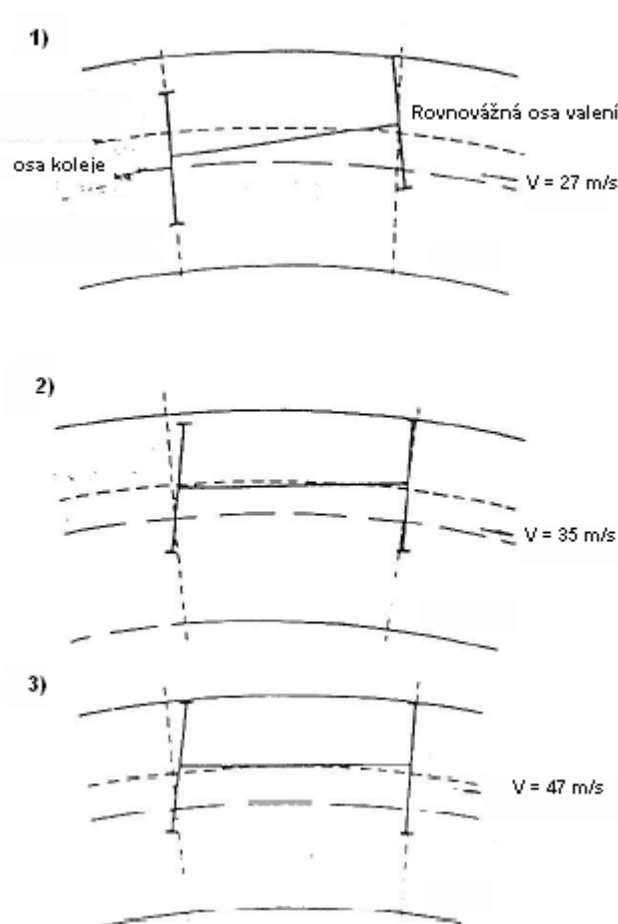 1)
Rovnovážná osa valení
osa koleje
V = 27 m/s
2)
V = 35 m/s
3)
V = 47 m/s